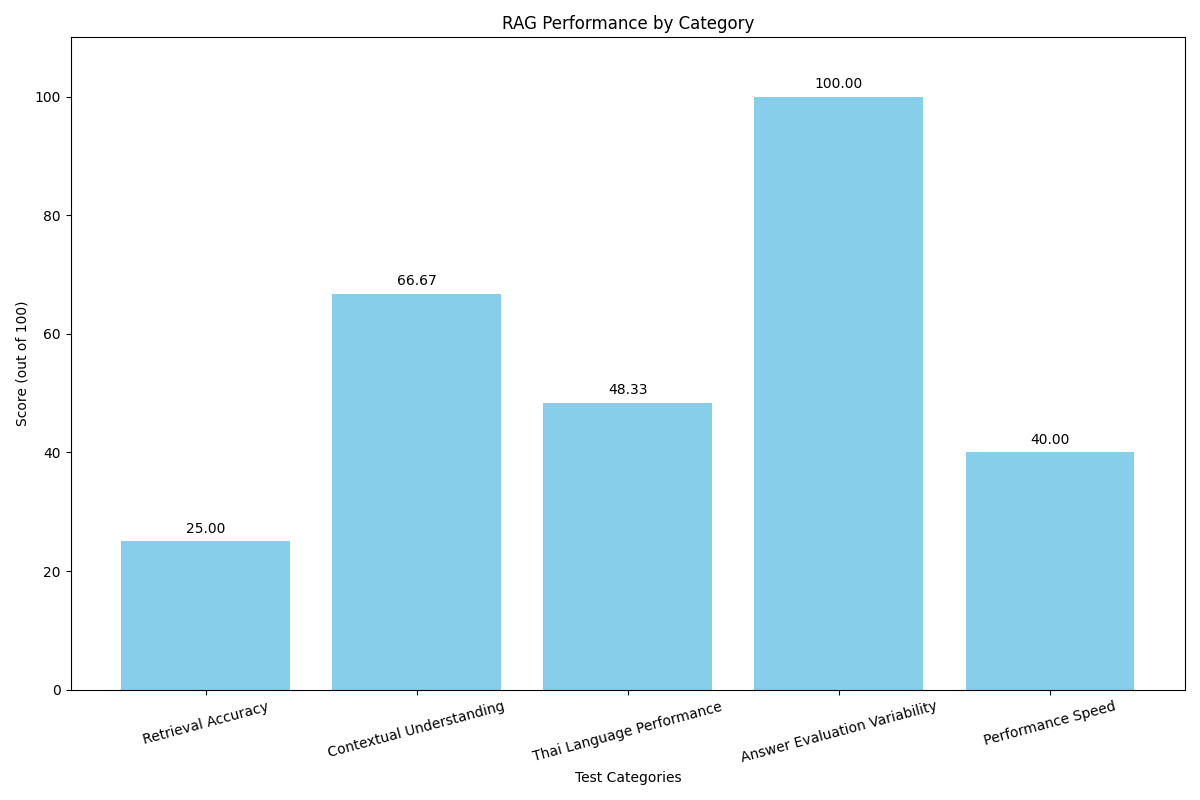 RAG Performance by Category
Score (out of 100)
100
80
60
40
20
0
25.00
66.67
48.33
100.00
40.00
Retrieval Accuracy
Contextual Understanding
Thai Language Performance
Answer Evaluation Variability
Performance Speed
Test Categories